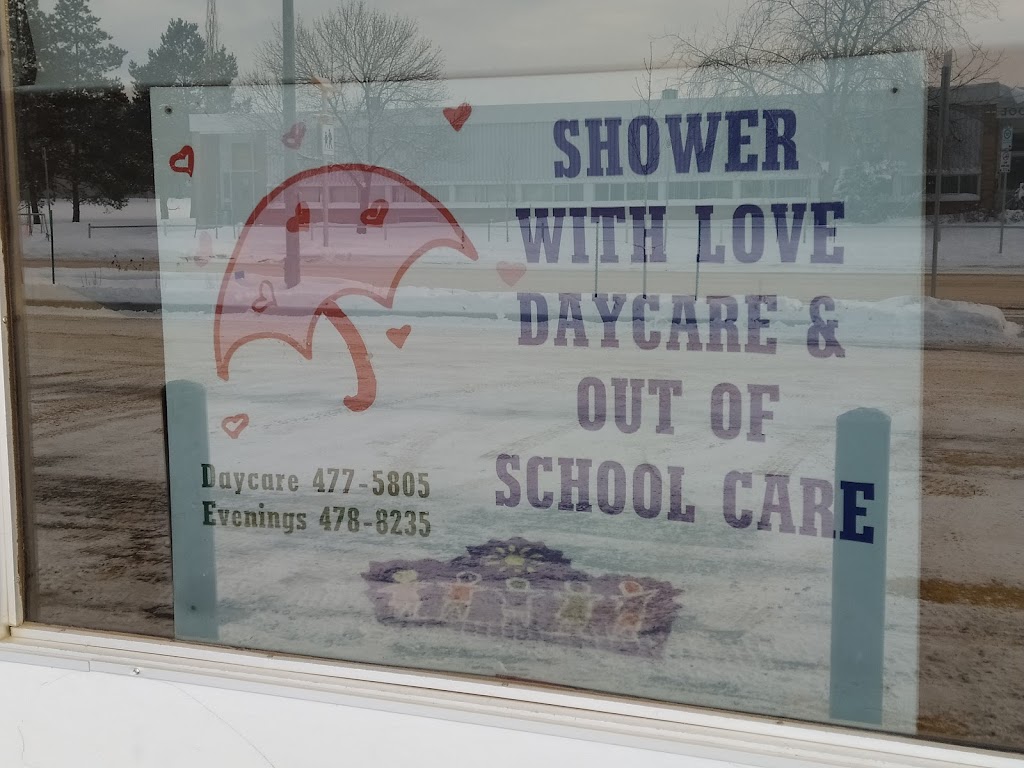 SHOWER
WITH LOVE
DAYCARE &
OUT OF
SCHOOL CARE
Daycare 477-5805
Evenings 478-8235